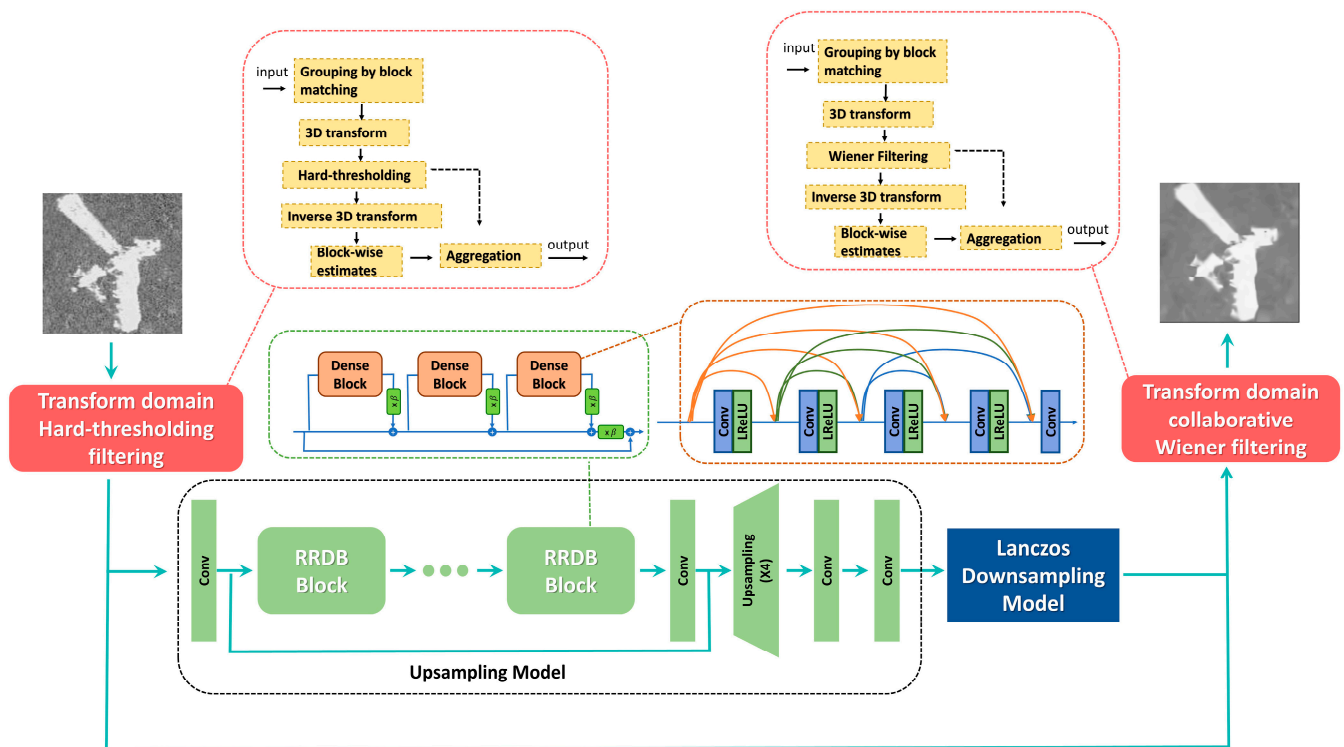 input
Grouping by block
matching
3D transform
Hard-thresholding
Inverse 3D transform
Block-wise
estimates
Aggregation
output
input
Grouping by block
matching
3D transform
Wiener Filtering
Inverse 3D transform
Block-wise
estimates
Aggregation
output
Transform domain
Hard-thresholding
filtering
Dense
Block
x β
Dense
Block
x β
Dense
Block
x β
x β
Conv
LReLU
Conv
LReLU
Conv
LReLU
Conv
LReLU
Conv
Transform domain
collaborative
Wiener filtering
Conv
RRDB
Block
RRDB
Block
Conv
Upsampling
(X4)
Conv
Conv
Lanczos
Downsampling
Model
Upsampling Model